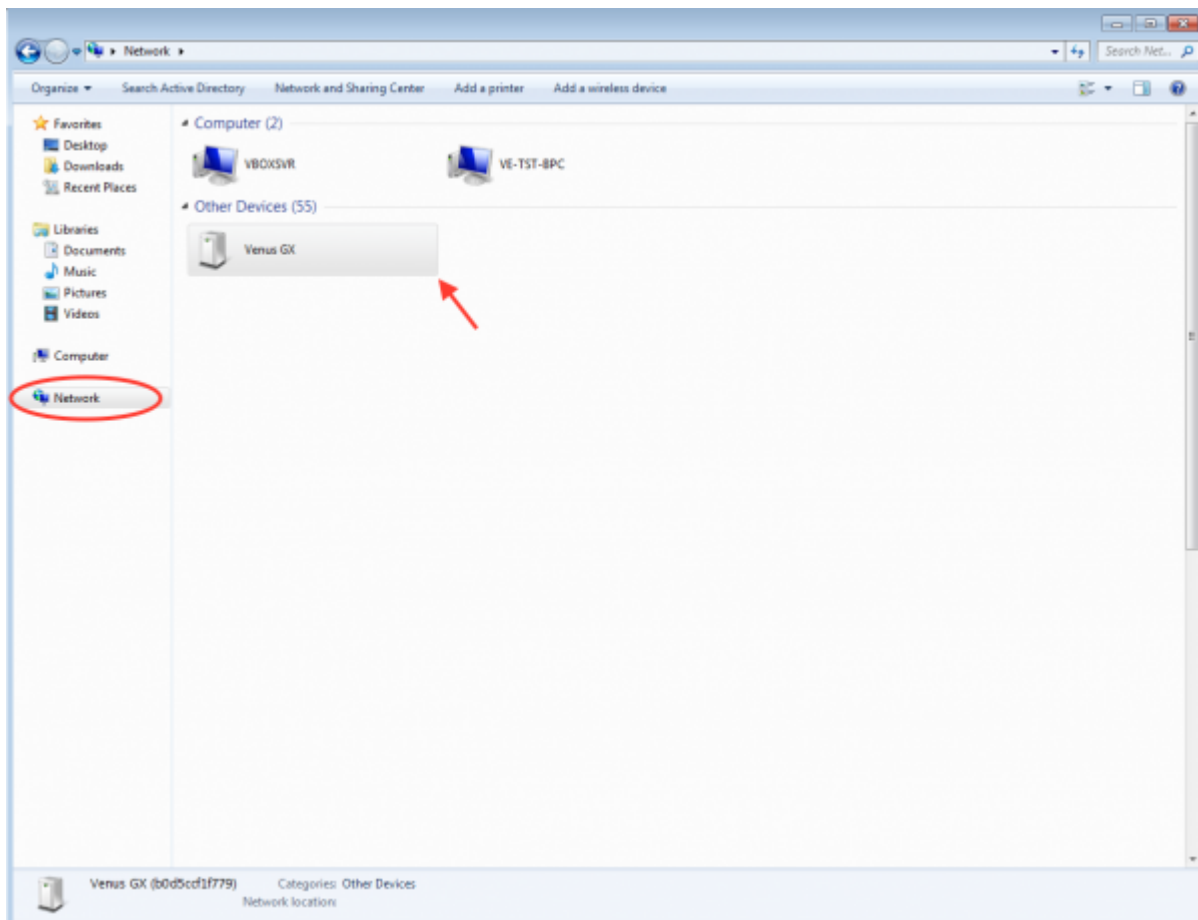 Network
Search Net...
Organize
Search Active Directory
Network and Sharing Center
Add a printer
Add a wireless device
Favorites
Desktop
Downloads
Recent Places
Libraries
Documents
Music
Pictures
Videos
Computer
Network
Computer (2)
VBOXSVR
VE-TST-8PC
Other Devices (55)
Venus GX
Venus GX (b0d5ccf1f779) Categories: Other Devices
Network location: